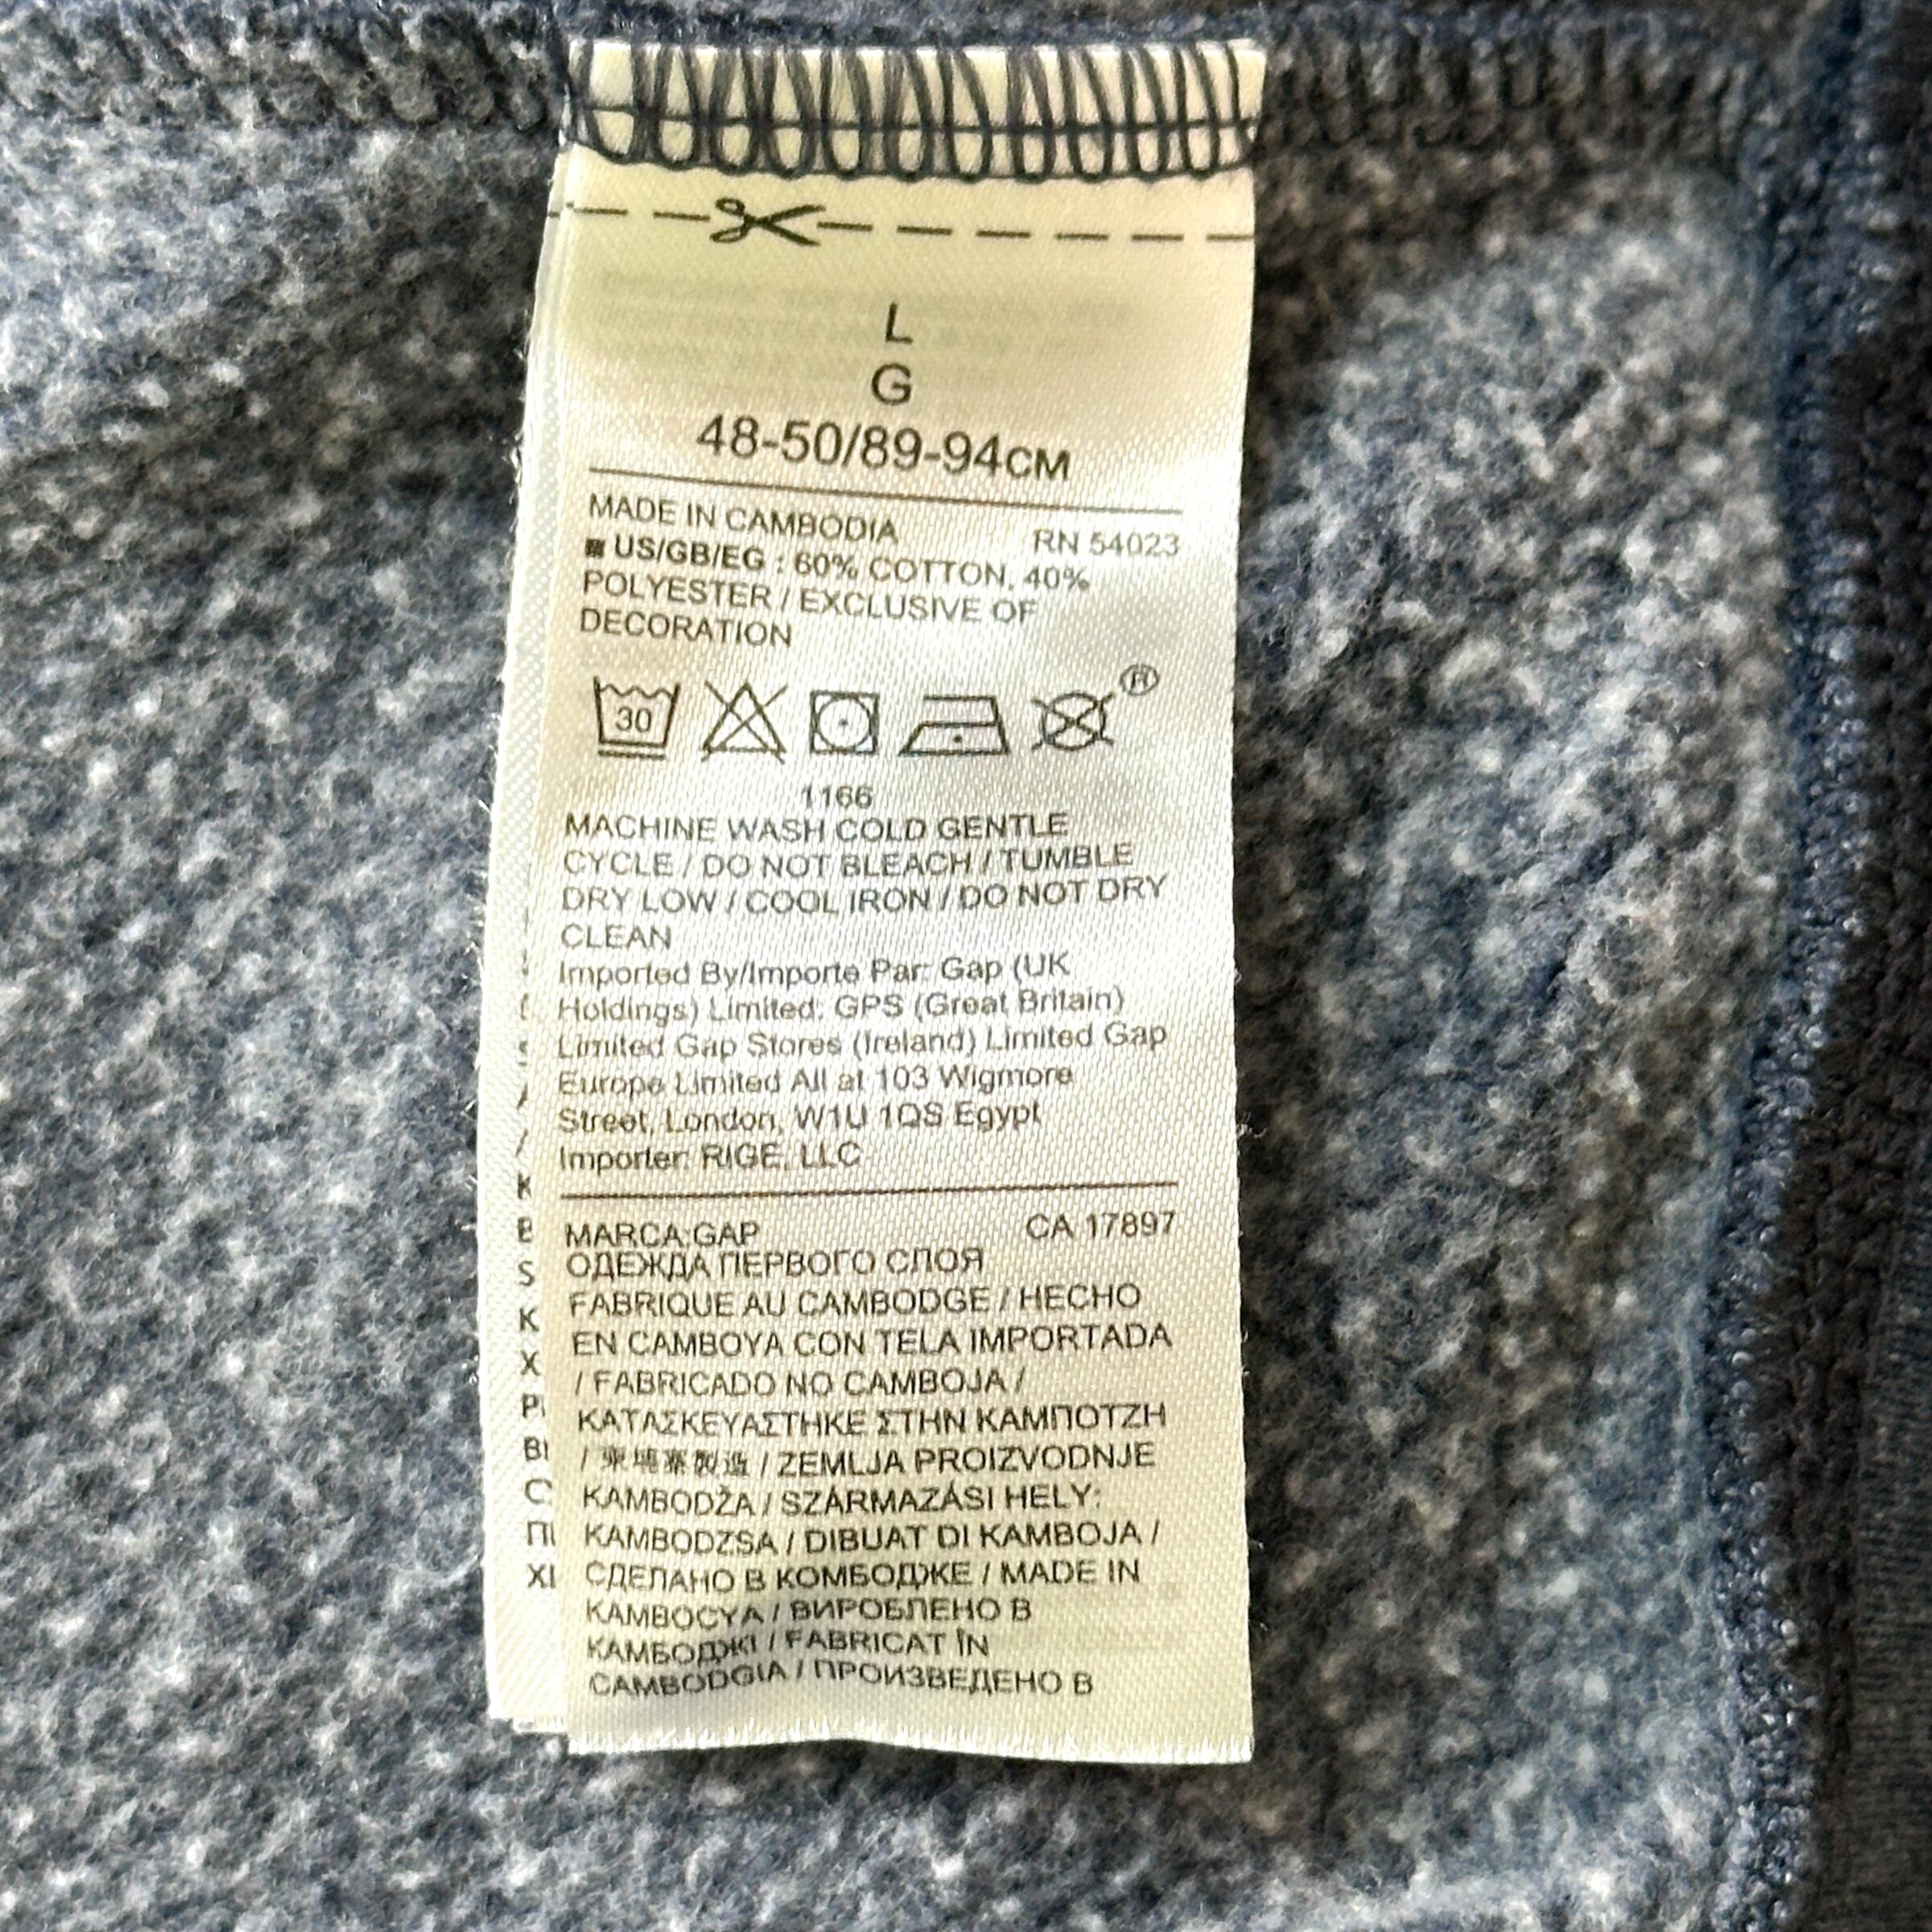 L
G
48-50/89-94CM
MADE IN CAMBODIA RN 54023
US/GB/EG : 60% COTTON, 40%
POLYESTER / EXCLUSIVE OF
DECORATION
30
®
1166
MACHINE WASH COLD GENTLE
CYCLE / DO NOT BLEACH / TUMBLE
DRY LOW / COOL IRON / DO NOT DRY
CLEAN
Imported By/Importe Par: Gap (UK
Holdings) Limited; GPS (Great Britain)
Limited Gap Stores (Ireland) Limited Gap
Europe Limited All at 103 Wigmore
Street, London, W1U 1QS Egypt
Importer: RIGE, LLC
MARCA:GAP CA 17897
ОДЕЖДА ПЕРВОГО СЛОЯ
FABRIQUE AU CAMBODGE / HECHO
EN CAMBOYA CON TELA IMPORTADA
/ FABRICADO NO CAMBOJA /
ΚΑΤΑΣΚΕΥΑΣΤΗΚΕ ΣΤΗΝ ΚΑΜΠΟΤΖΗ
/ 柬埔寨製造 / ZEMLJA PROIZVODNJE
KAMBODŽA / SZÁRMAZÁSI HELY:
KAMBODZSA / DIBUAT DI KAMBOJA /
СДЕЛАНО В КОМБОДЖЕ / MADE IN
KAMBOCYA / ВИРОБЛЕНО В
КАМБОДЖІ / FABRICAT ÎN
CAMBODGIA / ПРОИЗВЕДЕНО В